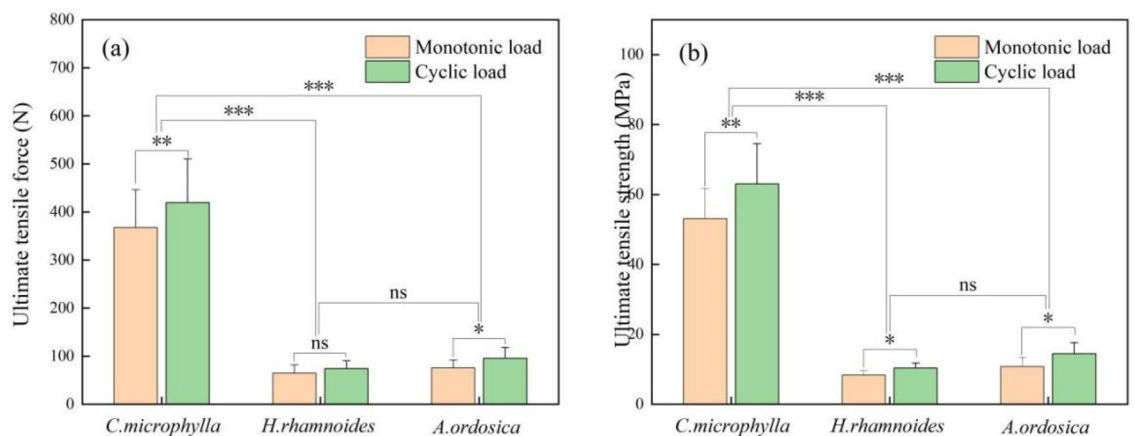 800
700
600
500
400
300
200
100
0
Ultimate tensile force (N)
(a)
Monotonic load
Cyclic load
***
***
**
ns
ns
*
C.microphylla
H.rhamnoides
A.ordosica
100
80
60
40
20
0
Ultimate tensile strength (MPa)
(b)
Monotonic load
Cyclic load
***
***
**
ns
*
*
C.microphylla
H.rhamnoides
A.ordosica